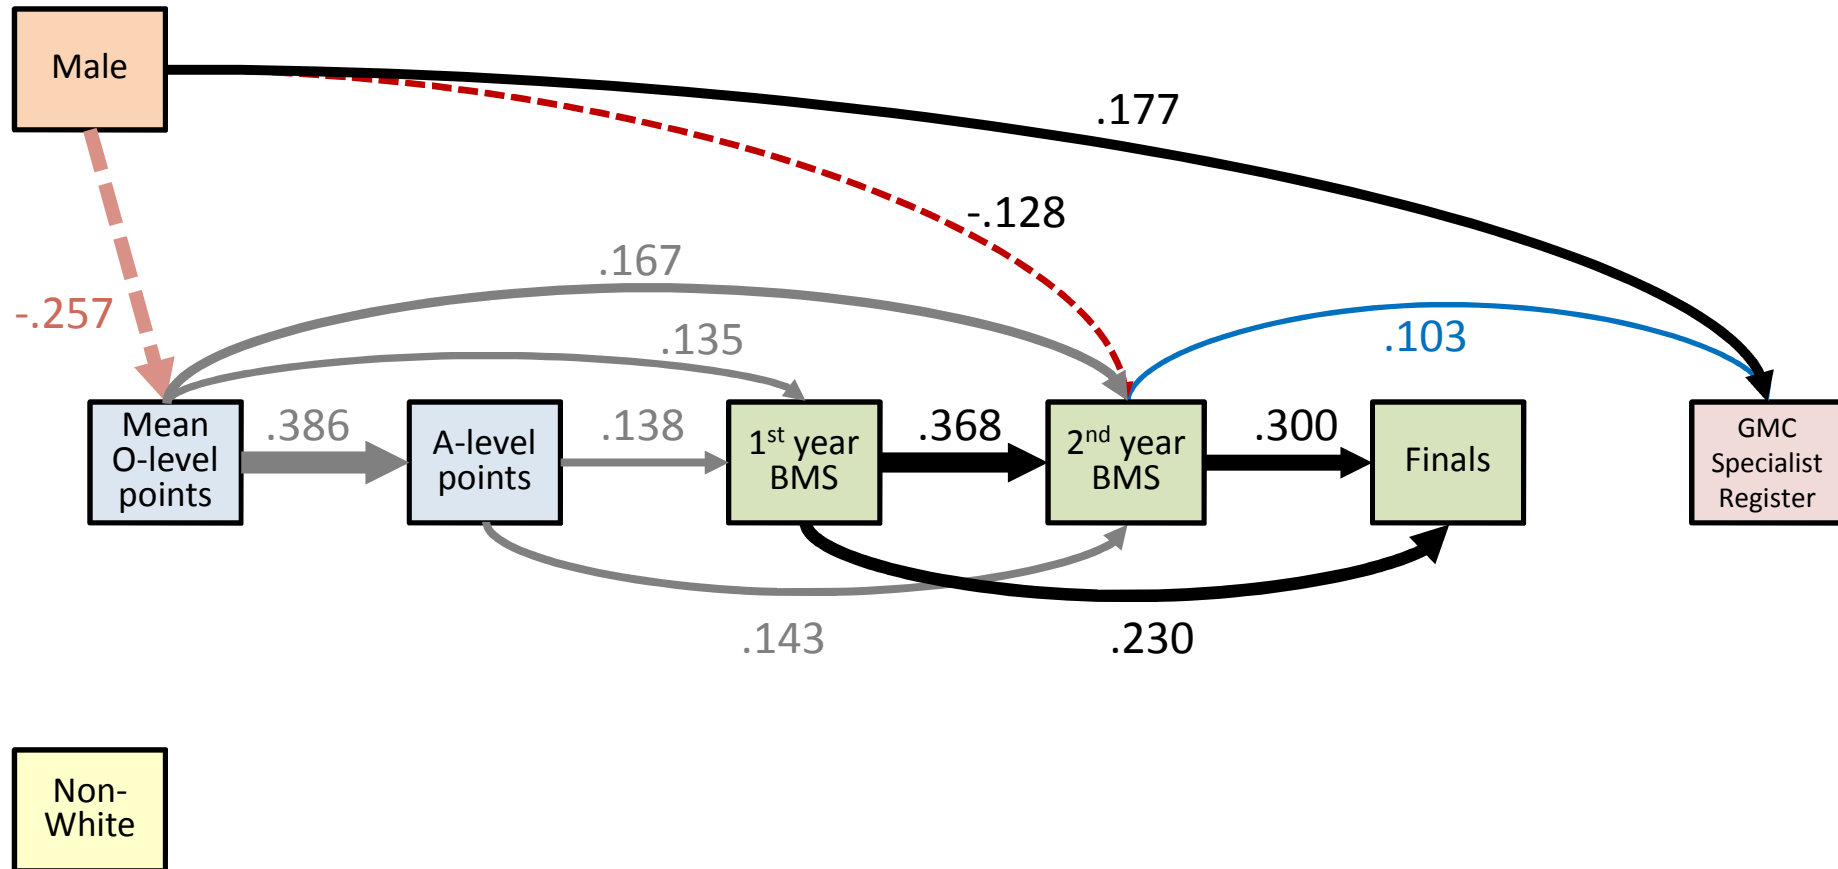 Male
.177
-.128
.167
-.257
.135
.103
Mean
O-level
points
.386
A-level
points
.138
1st year
BMS
.368
2nd year
BMS
.300
Finals
GMC
Specialist
Register
.143
.230
Non-
White